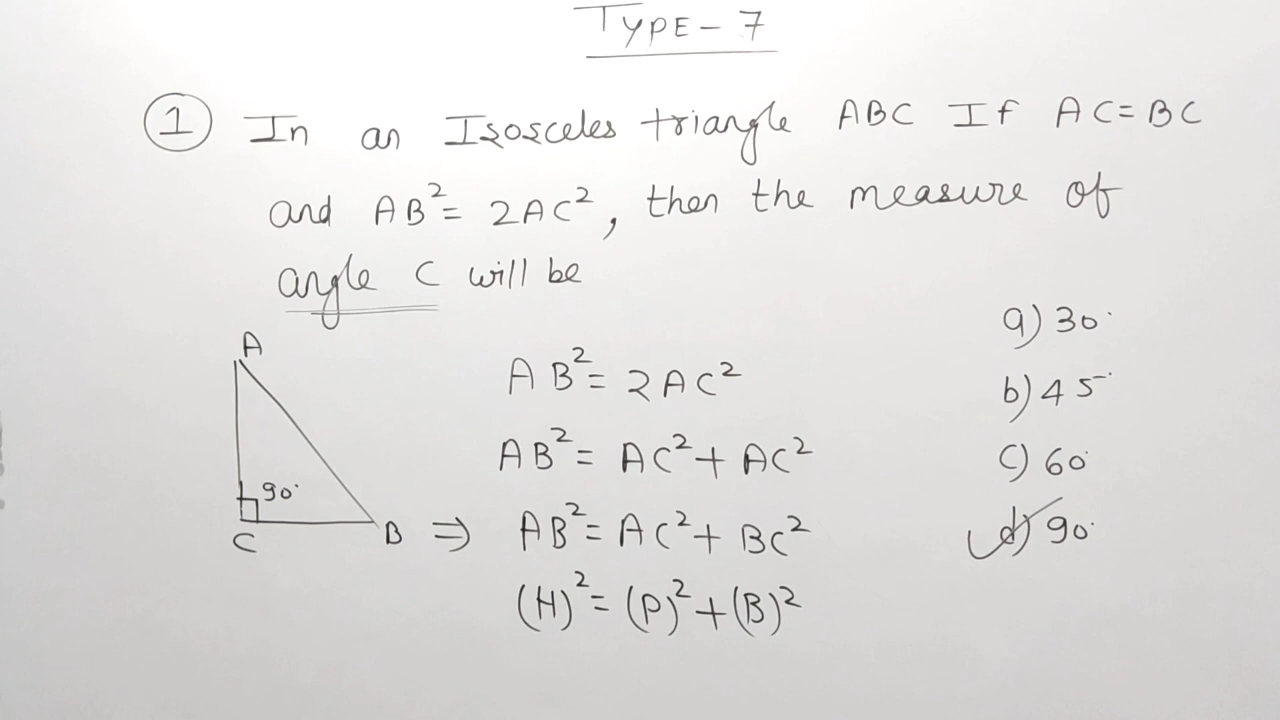 TYPE - 7
① In an Isosceles triangle ABC If AC = BC
and AB² = 2AC², then the measure of
angle C will be
A
90°
C
B
AB² = 2AC²
AB² = AC² + AC²
⇒ AB² = AC² + BC²
(H)² = (P)² + (B)²
a) 30°
b) 45°
c) 60°
d) 90°